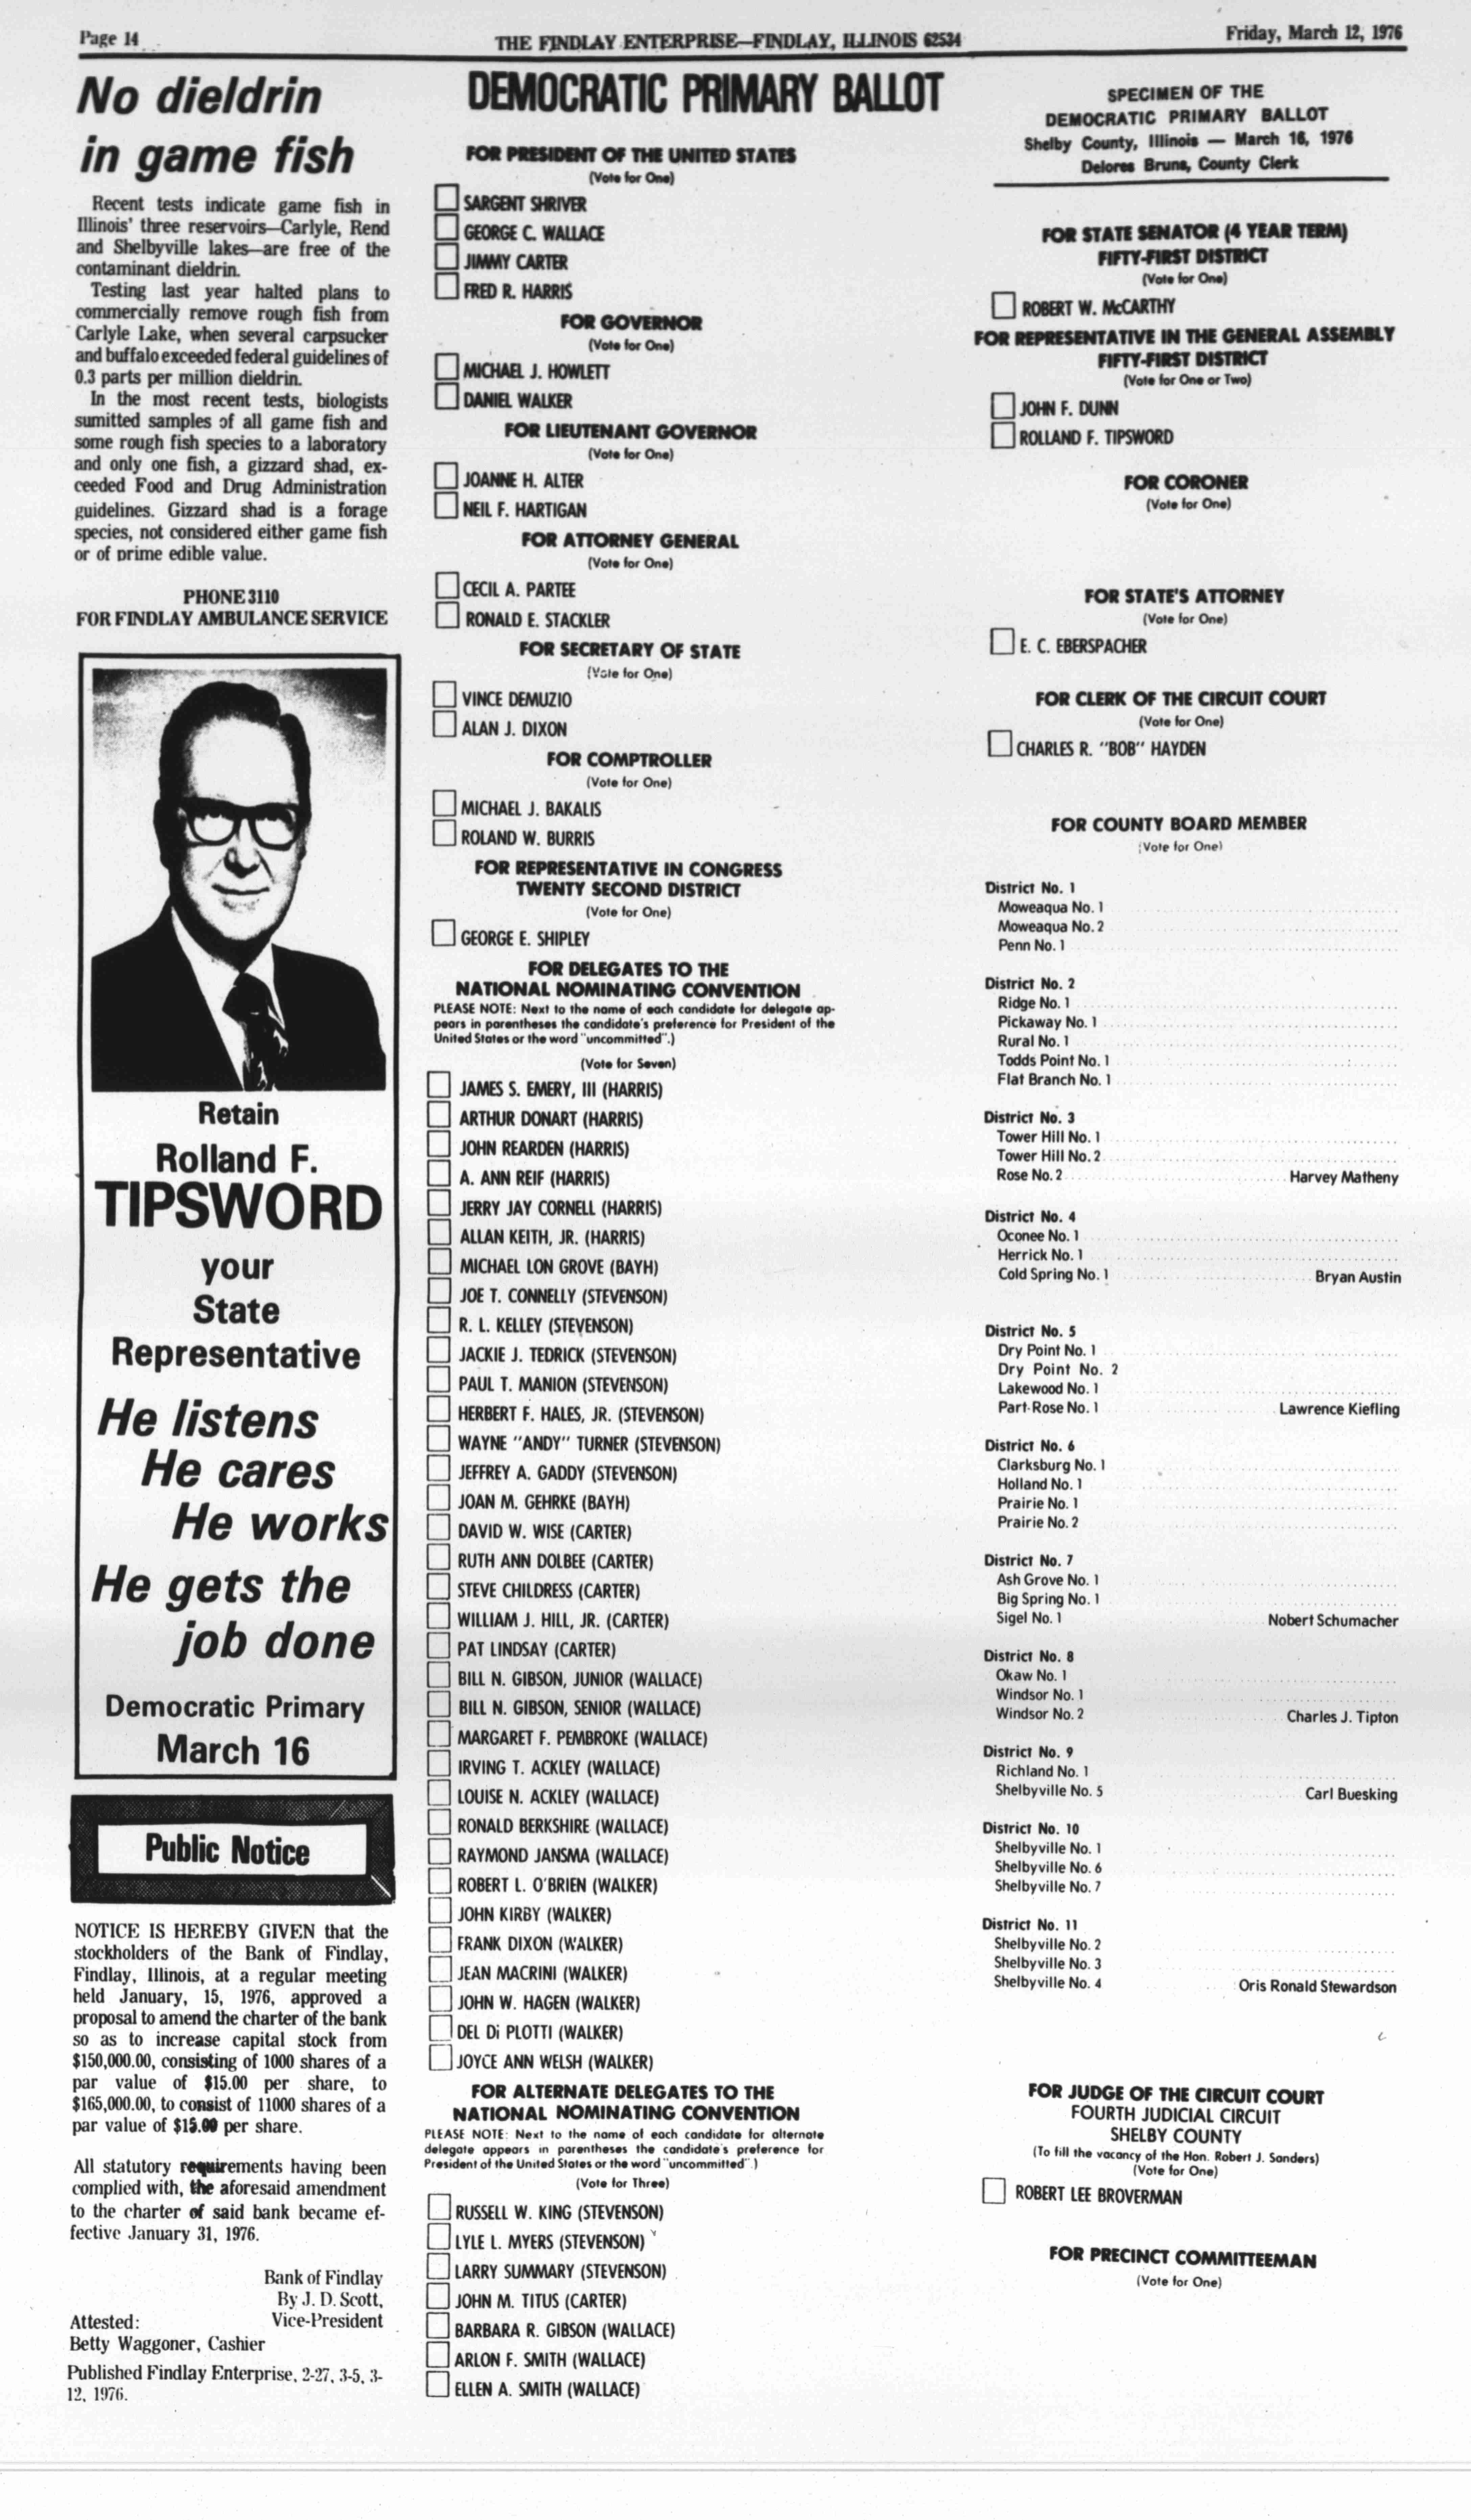 Page 14
THE FINDLAY ENTERPRISE—FINDLAY, ILLINOIS 62534
Friday, March 12, 1976
No dieldrin
in game fish
Recent tests indicate game fish in
Illinois' three reservoirs—Carlyle, Rend
and Shelbyville lakes—are free of the
contaminant dieldrin.
Testing last year halted plans to
commercially remove rough fish from
Carlyle Lake, when several carpsucker
and buffalo exceeded federal guidelines of
0.3 parts per million dieldrin.
In the most recent tests, biologists
sumitted samples of all game fish and
some rough fish species to a laboratory
and only one fish, a gizzard shad, ex-
ceeded Food and Drug Administration
guidelines. Gizzard shad is a forage
species, not considered either game fish
or of prime edible value.
PHONE 3110
FOR FINDLAY AMBULANCE SERVICE
Retain
Rolland F.
TIPSWORD
your
State
Representative
He listens
He cares
He works
He gets the
job done
Democratic Primary
March 16
Public Notice
NOTICE IS HEREBY GIVEN that the
stockholders of the Bank of Findlay,
Findlay, Illinois, at a regular meeting
held January, 15, 1976, approved a
proposal to amend the charter of the bank
so as to increase capital stock from
$150,000.00, consisting of 1000 shares of a
par value of $15.00 per share, to
$165,000.00, to consist of 11000 shares of a
par value of $15.00 per share.
All statutory requirements having been
complied with, the aforesaid amendment
to the charter of said bank became ef-
fective January 31, 1976.
Bank of Findlay
By J. D. Scott,
Attested: Vice-President
Betty Waggoner, Cashier
Published Findlay Enterprise, 2-27, 3-5, 3-
12, 1976.
DEMOCRATIC PRIMARY BALLOT
FOR PRESIDENT OF THE UNITED STATES
(Vote for One)
SARGENT SHRIVER
GEORGE C. WALLACE
JIMMY CARTER
FRED R. HARRIS
FOR GOVERNOR
(Vote for One)
MICHAEL J. HOWLETT
DANIEL WALKER
FOR LIEUTENANT GOVERNOR
(Vote for One)
JOANNE H. ALTER
NEIL F. HARTIGAN
FOR ATTORNEY GENERAL
(Vote for One)
CECIL A. PARTEE
RONALD E. STACKLER
FOR SECRETARY OF STATE
(Vote for One)
VINCE DEMUZIO
ALAN J. DIXON
FOR COMPTROLLER
(Vote for One)
MICHAEL J. BAKALIS
ROLAND W. BURRIS
FOR REPRESENTATIVE IN CONGRESS
TWENTY SECOND DISTRICT
(Vote for One)
GEORGE E. SHIPLEY
FOR DELEGATES TO THE
NATIONAL NOMINATING CONVENTION
PLEASE NOTE: Next to the name of each candidate for delegate ap-
pears in parentheses the candidate's preference for President of the
United States or the word "uncommitted".)
(Vote for Seven)
JAMES S. EMERY, III (HARRIS)
ARTHUR DONART (HARRIS)
JOHN REARDEN (HARRIS)
A. ANN REIF (HARRIS)
JERRY JAY CORNELL (HARRIS)
ALLAN KEITH, JR. (HARRIS)
MICHAEL LON GROVE (BAYH)
JOE T. CONNELLY (STEVENSON)
R. L. KELLEY (STEVENSON)
JACKIE J. TEDRICK (STEVENSON)
PAUL T. MANION (STEVENSON)
HERBERT F. HALES, JR. (STEVENSON)
WAYNE "ANDY" TURNER (STEVENSON)
JEFFREY A. GADDY (STEVENSON)
JOAN M. GEHRKE (BAYH)
DAVID W. WISE (CARTER)
RUTH ANN DOLBEE (CARTER)
STEVE CHILDRESS (CARTER)
WILLIAM J. HILL, JR. (CARTER)
PAT LINDSAY (CARTER)
BILL N. GIBSON, JUNIOR (WALLACE)
BILL N. GIBSON, SENIOR (WALLACE)
MARGARET F. PEMBROKE (WALLACE)
IRVING T. ACKLEY (WALLACE)
LOUISE N. ACKLEY (WALLACE)
RONALD BERKSHIRE (WALLACE)
RAYMOND JANSMA (WALLACE)
ROBERT L. O'BRIEN (WALKER)
JOHN KIRBY (WALKER)
FRANK DIXON (WALKER)
JEAN MACRINI (WALKER)
JOHN W. HAGEN (WALKER)
DEL Di PLOTTI (WALKER)
JOYCE ANN WELSH (WALKER)
FOR ALTERNATE DELEGATES TO THE
NATIONAL NOMINATING CONVENTION
PLEASE NOTE: Next to the name of each candidate for alternate
delegate appears in parentheses the candidate's preference for
President of the United States or the word "uncommitted".)
(Vote for Three)
RUSSELL W. KING (STEVENSON)
LYLE L. MYERS (STEVENSON)
LARRY SUMMARY (STEVENSON)
JOHN M. TITUS (CARTER)
BARBARA R. GIBSON (WALLACE)
ARLON F. SMITH (WALLACE)
ELLEN A. SMITH (WALLACE)
SPECIMEN OF THE
DEMOCRATIC PRIMARY BALLOT
Shelby County, Illinois — March 16, 1976
Delores Bruns, County Clerk
FOR STATE SENATOR (4 YEAR TERM)
FIFTY-FIRST DISTRICT
(Vote for One)
ROBERT W. McCARTHY
FOR REPRESENTATIVE IN THE GENERAL ASSEMBLY
FIFTY-FIRST DISTRICT
(Vote for One or Two)
JOHN F. DUNN
ROLLAND F. TIPSWORD
FOR CORONER
(Vote for One)
FOR STATE'S ATTORNEY
(Vote for One)
E. C. EBERSPACHER
FOR CLERK OF THE CIRCUIT COURT
(Vote for One)
CHARLES R. "BOB" HAYDEN
FOR COUNTY BOARD MEMBER
(Vote for One)
District No. 1
Moweaqua No. 1
Moweaqua No. 2
Penn No. 1
District No. 2
Ridge No. 1
Pickaway No. 1
Rural No. 1
Todds Point No. 1
Flat Branch No. 1
District No. 3
Tower Hill No. 1
Tower Hill No. 2
Rose No. 2 Harvey Matheny
District No. 4
Oconee No. 1
Herrick No. 1
Cold Spring No. 1 Bryan Austin
District No. 5
Dry Point No. 1
Dry Point No. 2
Lakewood No. 1
Part-Rose No. 1 Lawrence Kiefling
District No. 6
Clarksburg No. 1
Holland No. 1
Prairie No. 1
Prairie No. 2
District No. 7
Ash Grove No. 1
Big Spring No. 1
Sigel No. 1 Nobert Schumacher
District No. 8
Okaw No. 1
Windsor No. 1
Windsor No. 2 Charles J. Tipton
District No. 9
Richland No. 1
Shelbyville No. 5 Carl Buesking
District No. 10
Shelbyville No. 1
Shelbyville No. 6
Shelbyville No. 7
District No. 11
Shelbyville No. 2
Shelbyville No. 3
Shelbyville No. 4 Oris Ronald Stewardson
FOR JUDGE OF THE CIRCUIT COURT
FOURTH JUDICIAL CIRCUIT
SHELBY COUNTY
(To fill the vacancy of the Hon. Robert J. Sanders)
(Vote for One)
ROBERT LEE BROVERMAN
FOR PRECINCT COMMITTEEMAN
(Vote for One)